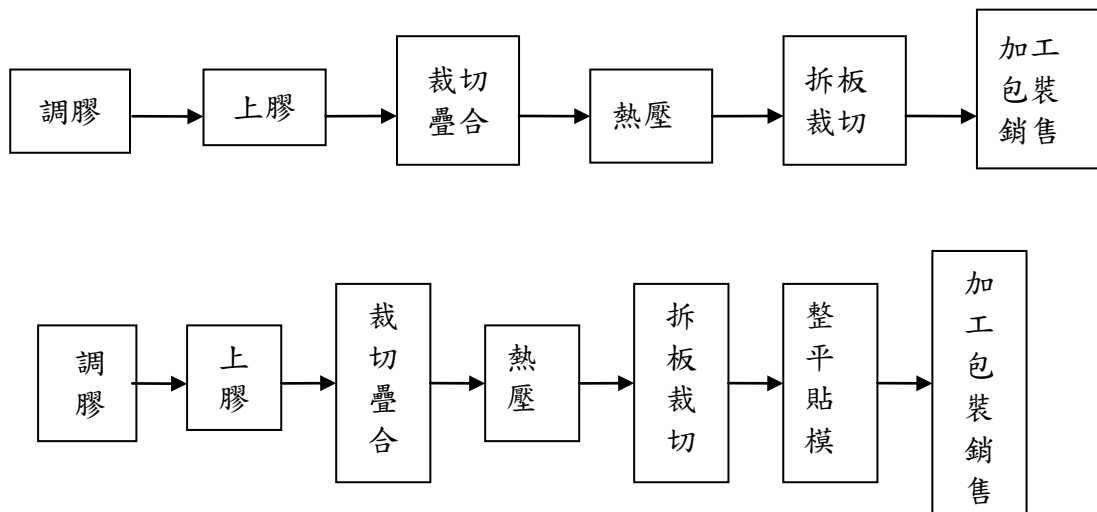 調膠
上膠
裁切
疊合
熱壓
拆板
裁切
加工
包裝
銷售
調膠
上膠
裁切疊合
熱壓
拆板裁切
整平貼模
加工包裝銷售